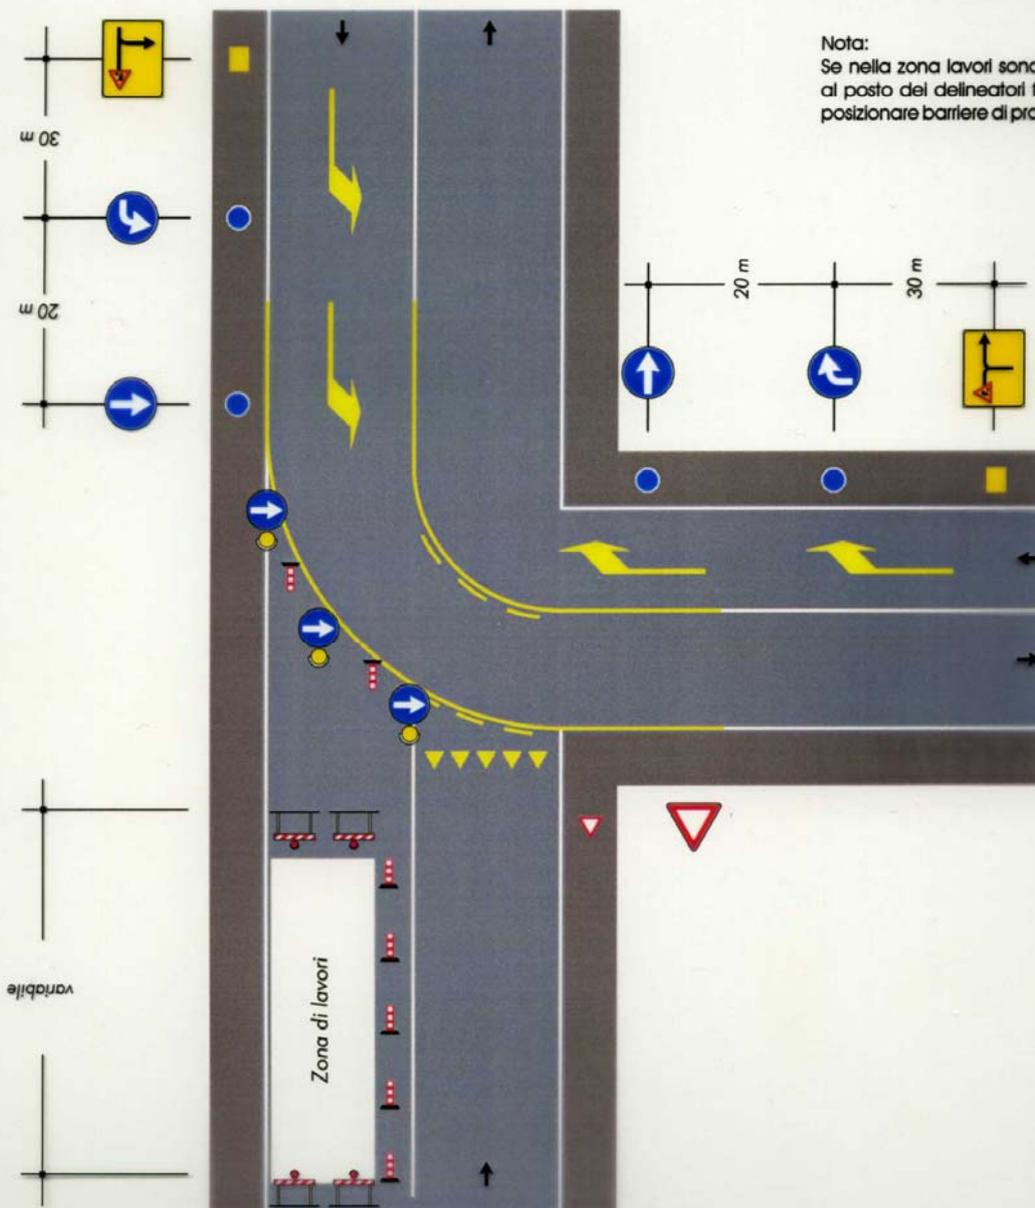 Nota:
Se nella zona lavori sono
al posto dei delineatori
posizionare barriere di
30 m
20 m
20 m
30 m
variabile
Zona di lavori